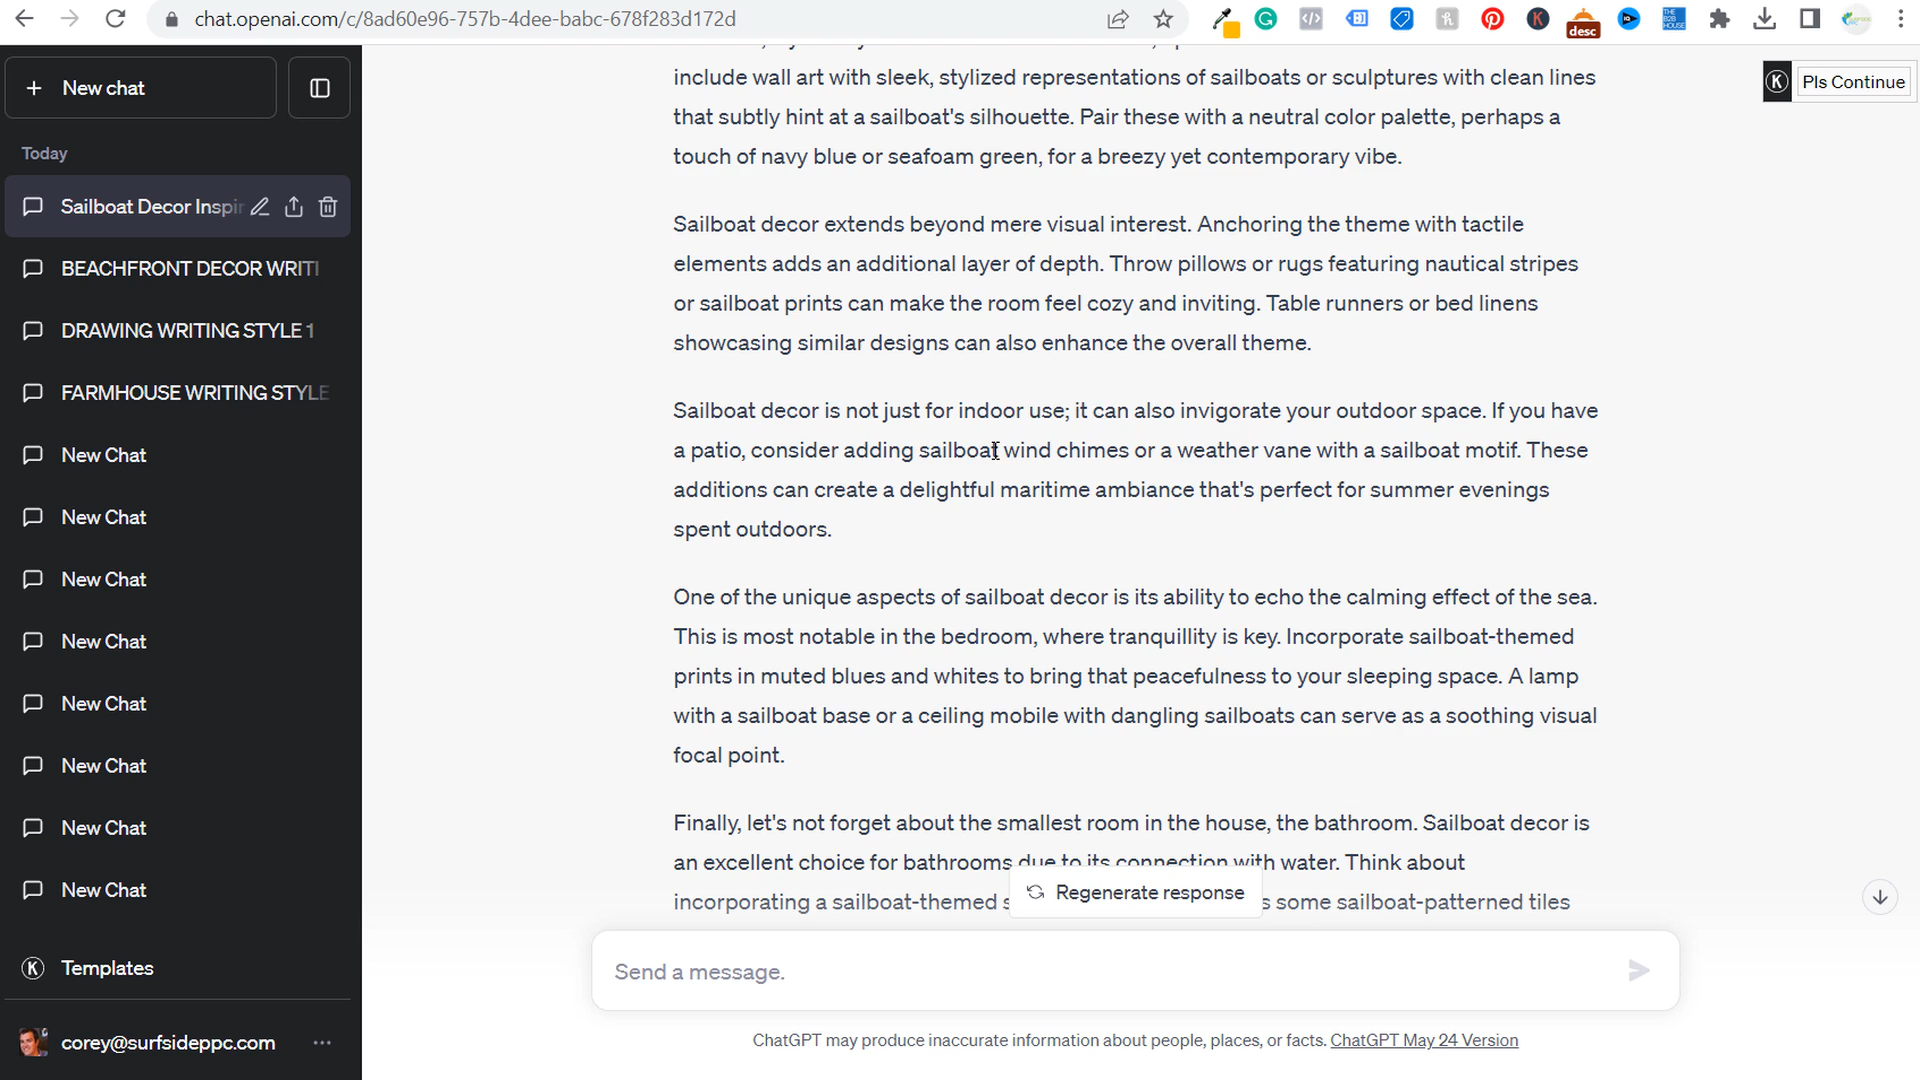 chat.openai.com/c/8ad60e96-757b-4dee-babc-678f283d172d
desc
THE B2B HOUSE
New chat
Today
Sailboat Decor Inspir
BEACHFRONT DECOR WRITI
DRAWING WRITING STYLE 1
FARMHOUSE WRITING STYLE
New Chat
New Chat
New Chat
New Chat
New Chat
New Chat
New Chat
New Chat
Templates
corey@surfsideppc.com
K Pls Continue
include wall art with sleek, stylized representations of sailboats or sculptures with clean lines
that subtly hint at a sailboat's silhouette. Pair these with a neutral color palette, perhaps a
touch of navy blue or seafoam green, for a breezy yet contemporary vibe.
Sailboat decor extends beyond mere visual interest. Anchoring the theme with tactile
elements adds an additional layer of depth. Throw pillows or rugs featuring nautical stripes
or sailboat prints can make the room feel cozy and inviting. Table runners or bed linens
showcasing similar designs can also enhance the overall theme.
Sailboat decor is not just for indoor use; it can also invigorate your outdoor space. If you have
a patio, consider adding sailboat wind chimes or a weather vane with a sailboat motif. These
additions can create a delightful maritime ambiance that's perfect for summer evenings
spent outdoors.
One of the unique aspects of sailboat decor is its ability to echo the calming effect of the sea.
This is most notable in the bedroom, where tranquillity is key. Incorporate sailboat-themed
prints in muted blues and whites to bring that peacefulness to your sleeping space. A lamp
with a sailboat base or a ceiling mobile with dangling sailboats can serve as a soothing visual
focal point.
Finally, let's not forget about the smallest room in the house, the bathroom. Sailboat decor is
an excellent choice for bathrooms due to its connection with water. Think about
incorporating a sailboat-themed s some sailboat-patterned tiles
Regenerate response
Send a message.
ChatGPT may produce inaccurate information about people, places, or facts. ChatGPT May 24 Version